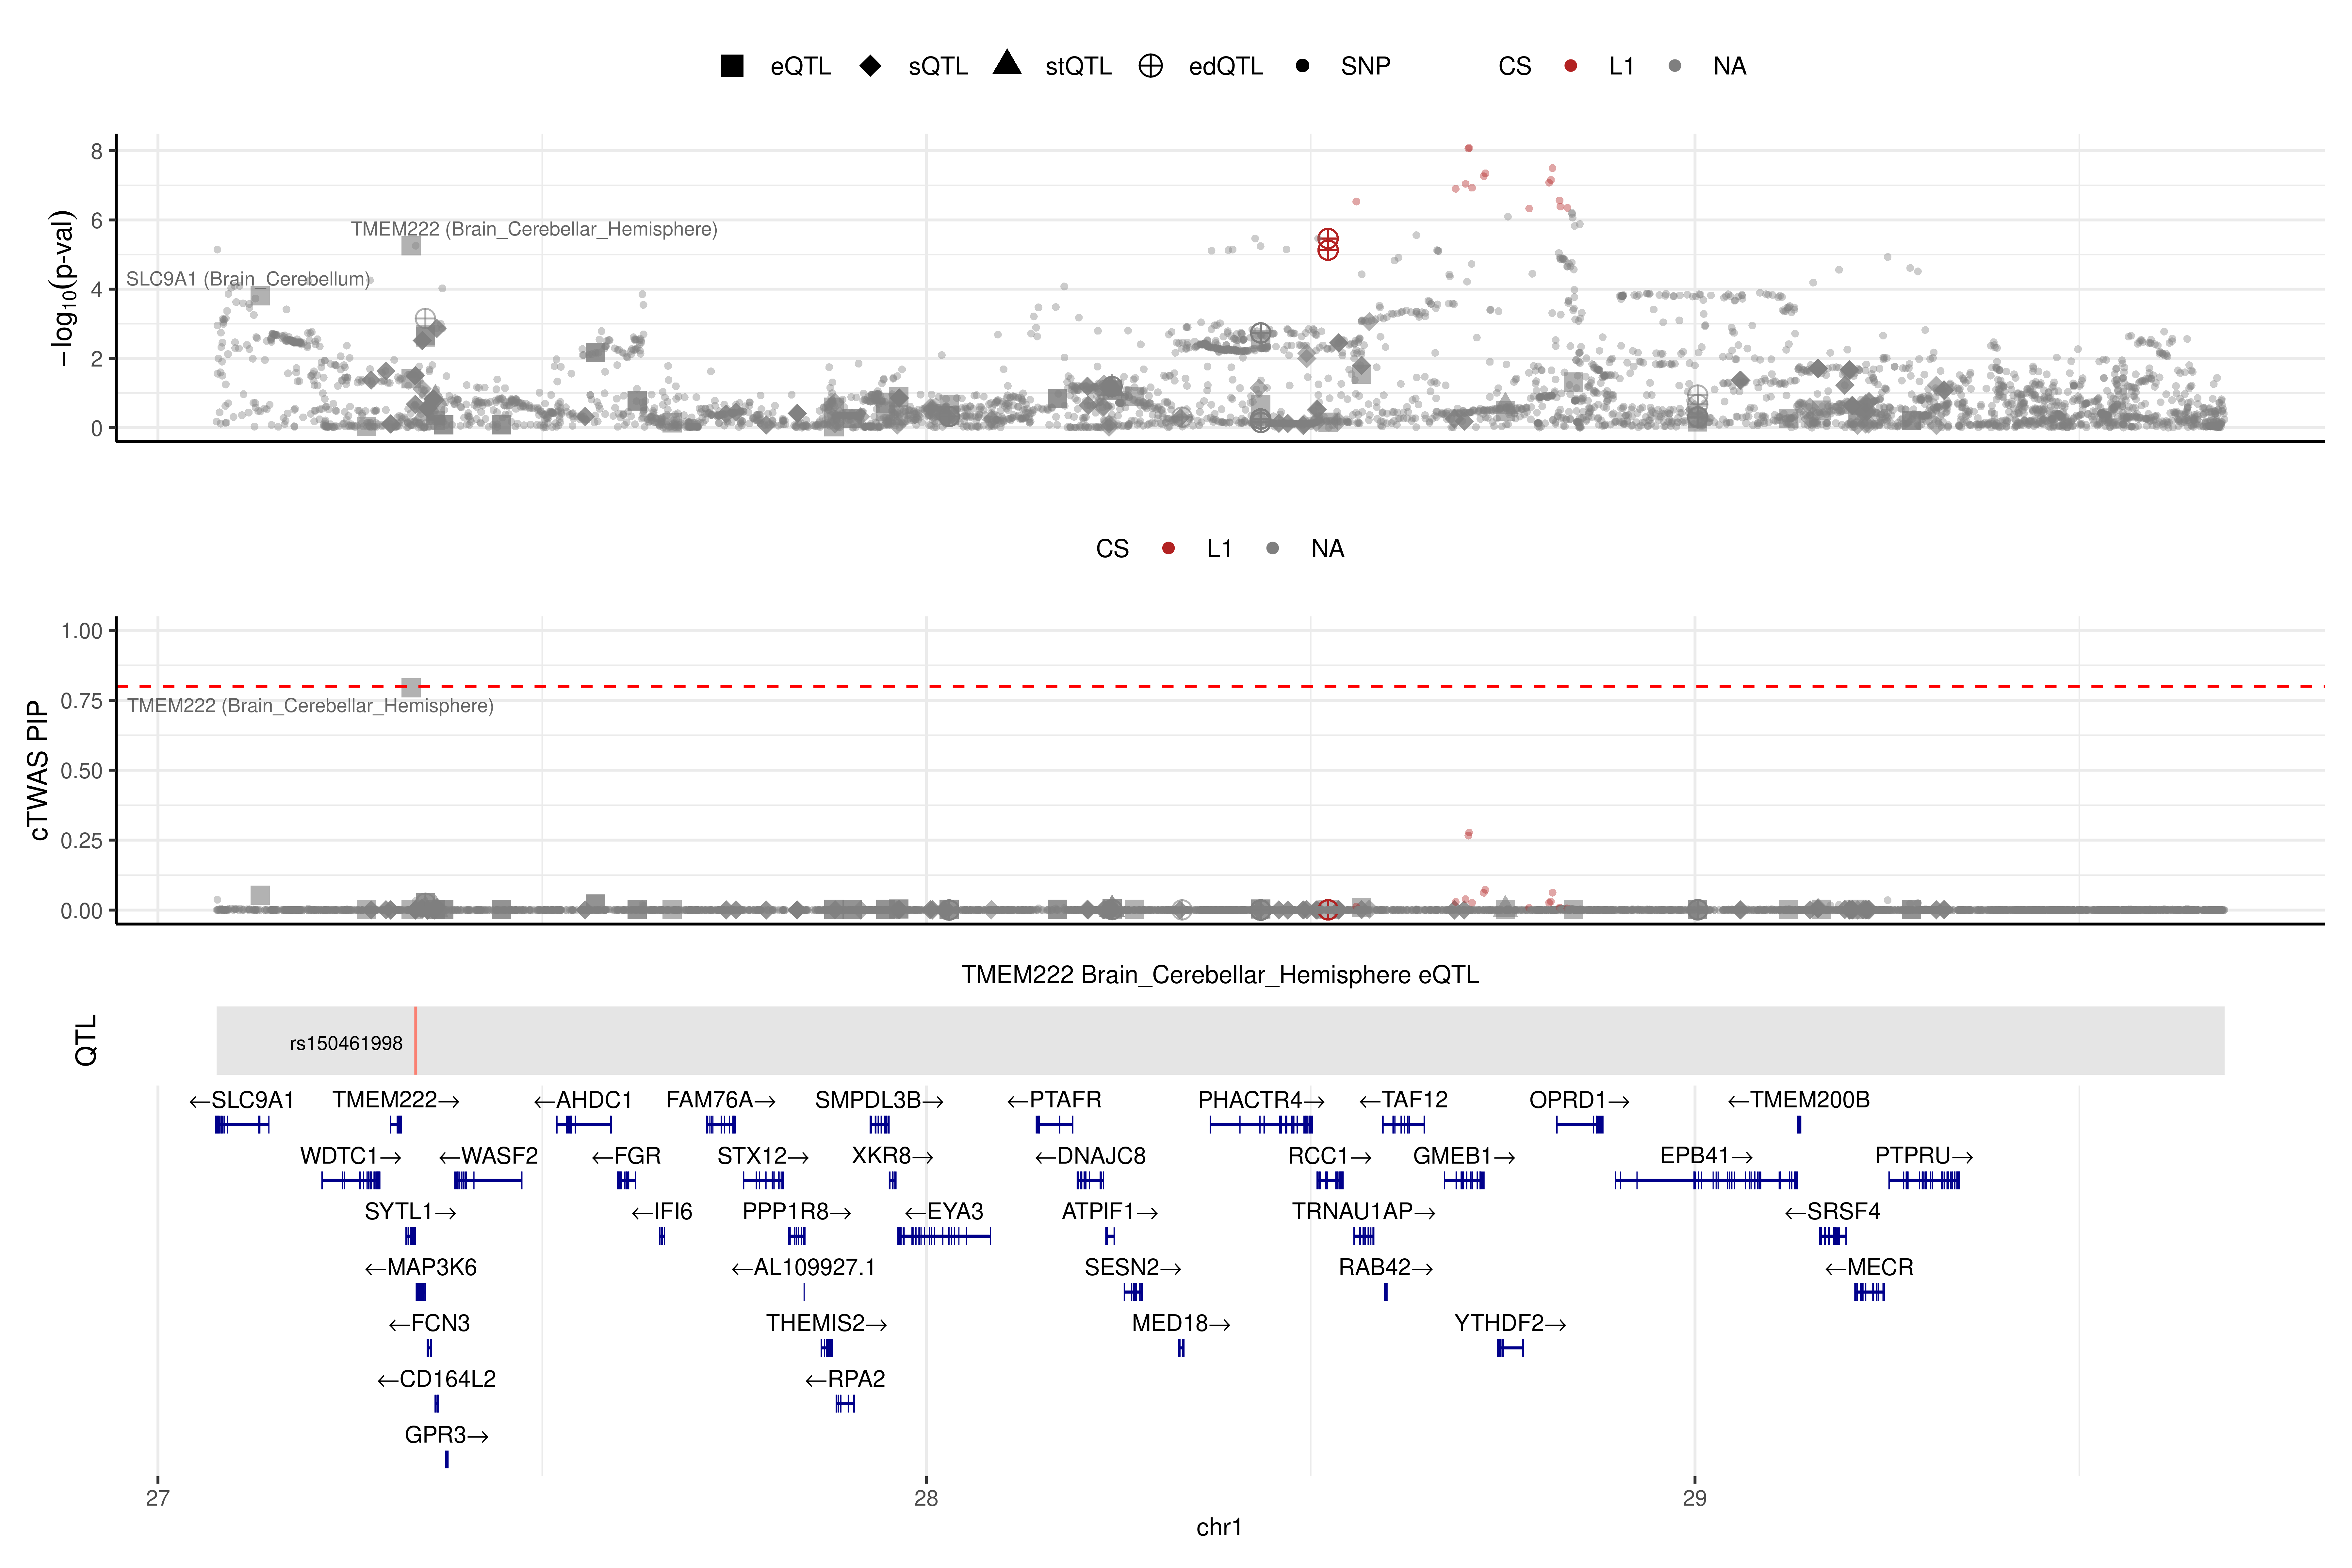 eQTL sQTL stQTL edQTL SNP CS L1 NA
−log10(p-val)
8
6
4
2
0
TMEM222 (Brain_Cerebellar_Hemisphere)
SLC9A1 (Brain_Cerebellum)
CS L1 NA
cTWAS PIP
1.00
0.75
0.50
0.25
0.00
TMEM222 (Brain_Cerebellar_Hemisphere)
TMEM222 Brain_Cerebellar_Hemisphere eQTL
QTL
rs150461998
←SLC9A1 TMEM222→ ←AHDC1 FAM76A→ SMPDL3B→ ←PTAFR PHACTR4→ ←TAF12 OPRD1→ ←TMEM200B
WDTC1→ ←WASF2 ←FGR STX12→ XKR8→ ←DNAJC8 RCC1→ GMEB1→ EPB41→ PTPRU→
SYTL1→ ←IFI6 PPP1R8→ ←EYA3 ATPIF1→ TRNAU1AP→ ←SRSF4
←MAP3K6 ←AL109927.1 SESN2→ RAB42→ ←MECR
←FCN3 THEMIS2→ MED18→ YTHDF2→
←CD164L2 ←RPA2
GPR3→
27 28 29
chr1